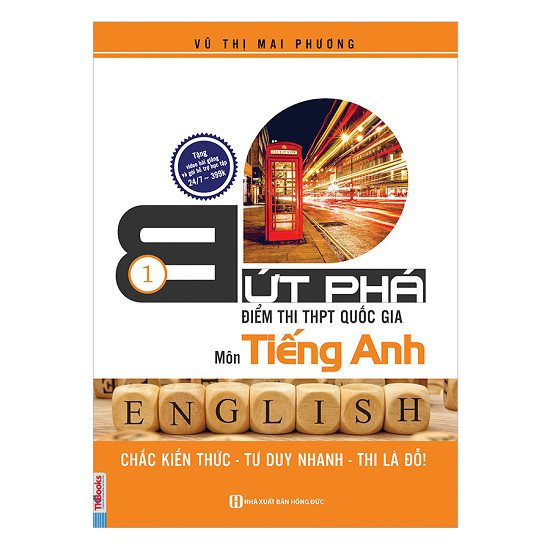 VŨ THỊ MAI PHƯƠNG
Tặng
video bài giảng
và gói hỗ trợ học tập
24/7 – 399k
1
BỨT PHÁ
ĐIỂM THI THPT QUỐC GIA
Môn Tiếng Anh
ENGLISH
CHẮC KIẾN THỨC - TƯ DUY NHANH - THI LÀ ĐỖ!
NHÀ XUẤT BẢN HỒNG ĐỨC
TKBooks